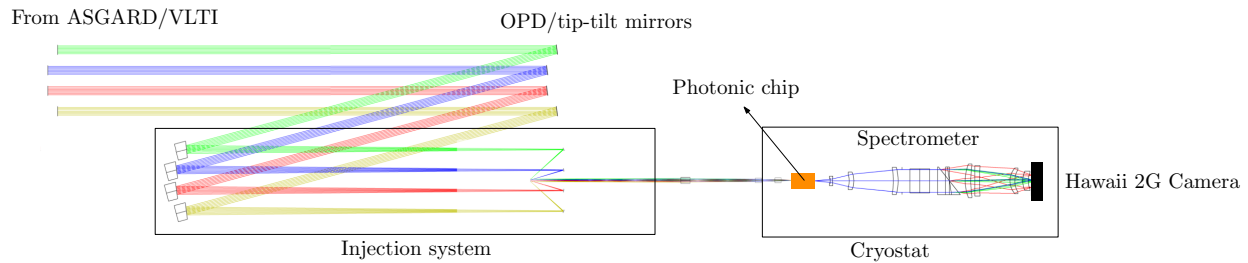 From ASGARD/VLTI
OPD/tip-tilt mirrors
Photonic chip
Spectrometer
Hawaii 2G Camera
Injection system
Cryostat